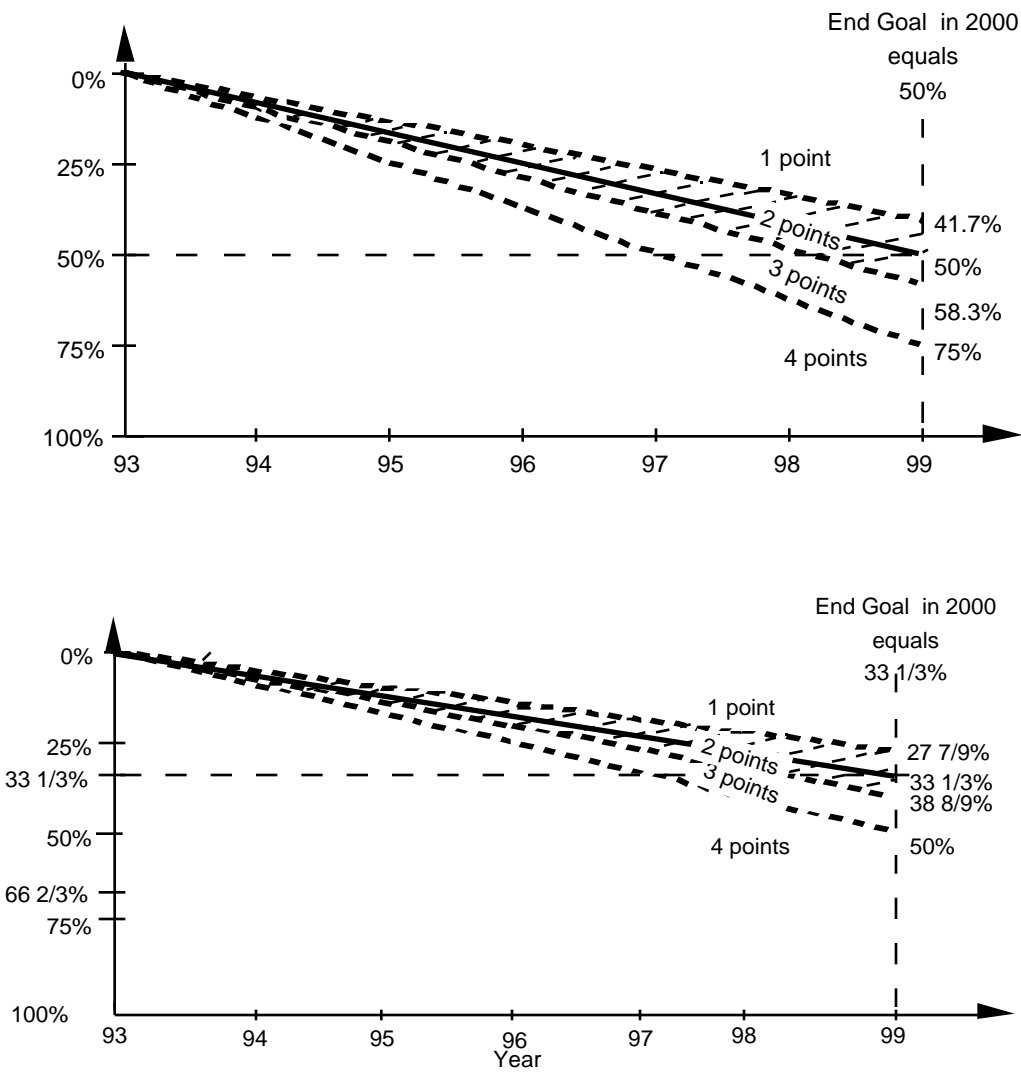 End Goal in 2000
equals
50%
0%
25%
50%
75%
100%
1 point
2 points
3 points
4 points
41.7%
50%
58.3%
75%
93 94 95 96 97 98 99
End Goal in 2000
equals
33 1/3%
0%
25%
33 1/3%
50%
66 2/3%
75%
100%
1 point
2 points
3 points
4 points
27 7/9%
33 1/3%
38 8/9%
50%
93 94 95 96 97 98 99
Year